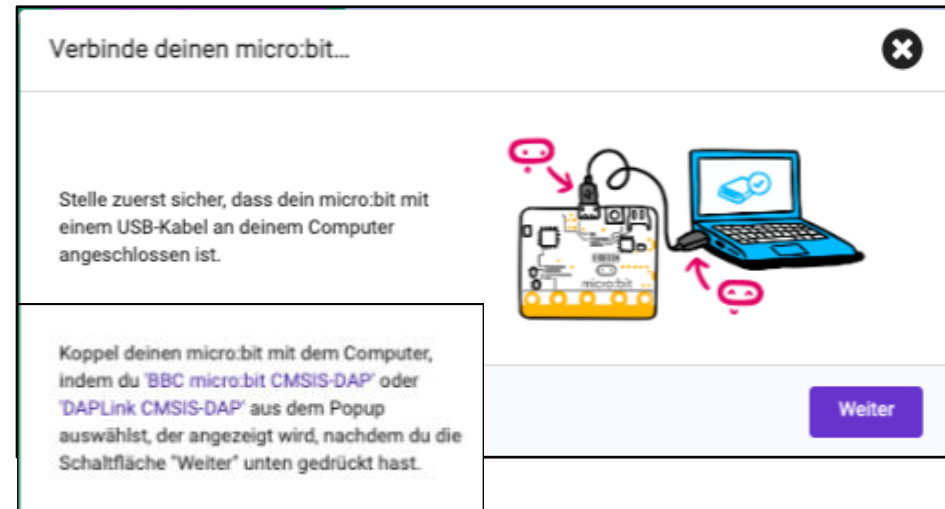 Verbinde deinen micro:bit...
Stelle zuerst sicher, dass dein micro:bit mit
einem USB-Kabel an deinem Computer
angeschlossen ist.
micro:bit
Koppel deinen micro:bit mit dem Computer,
indem du 'BBC micro:bit CMSIS-DAP' oder
'DAPLink CMSIS-DAP' aus dem Popup
auswählst, der angezeigt wird, nachdem du die
Schaltfläche "Weiter" unten gedrückt hast.
Weiter